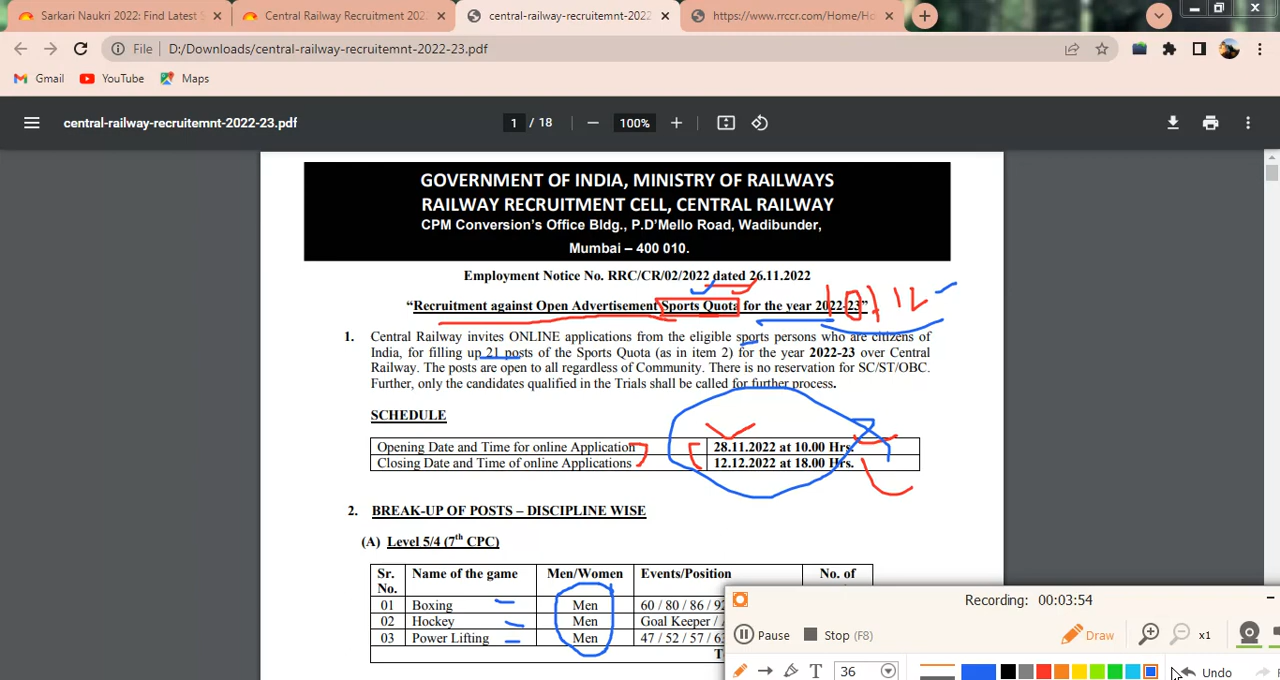 Sarkari Naukri 2022: Find Latest S
Central Railway Recruitment 2022
central-railway-recruitemnt-2022
https://www.rrccr.com/Home/Ho
File D:/Downloads/central-railway-recruitemnt-2022-23.pdf
Gmail YouTube Maps
central-railway-recruitemnt-2022-23.pdf 1 / 18 100%
GOVERNMENT OF INDIA, MINISTRY OF RAILWAYS
RAILWAY RECRUITMENT CELL, CENTRAL RAILWAY
CPM Conversion's Office Bldg., P.D'Mello Road, Wadibunder,
Mumbai – 400 010.
Employment Notice No. RRC/CR/02/2022 dated 26.11.2022
“Recruitment against Open Advertisement Sports Quota for the year 2022-23”
1. Central Railway invites ONLINE applications from the eligible sports persons who are citizens of
India, for filling up 21 posts of the Sports Quota (as in item 2) for the year 2022-23 over Central
Railway. The posts are open to all regardless of Community. There is no reservation for SC/ST/OBC.
Further, only the candidates qualified in the Trials shall be called for further process.
SCHEDULE
Opening Date and Time for online Application 28.11.2022 at 10.00 Hrs.
Closing Date and Time of online Applications 12.12.2022 at 18.00 Hrs.
2. BREAK-UP OF POSTS – DISCIPLINE WISE
(A) Level 5/4 (7th CPC)
Sr. No. Name of the game Men/Women Events/Position No. of
01 Boxing Men 60 / 80 / 86 / 92
02 Hockey Men Goal Keeper /
03 Power Lifting Men 47 / 52 / 57 / 63
Recording: 00:03:54
Pause Stop (F8) Draw x1
T 36 Undo